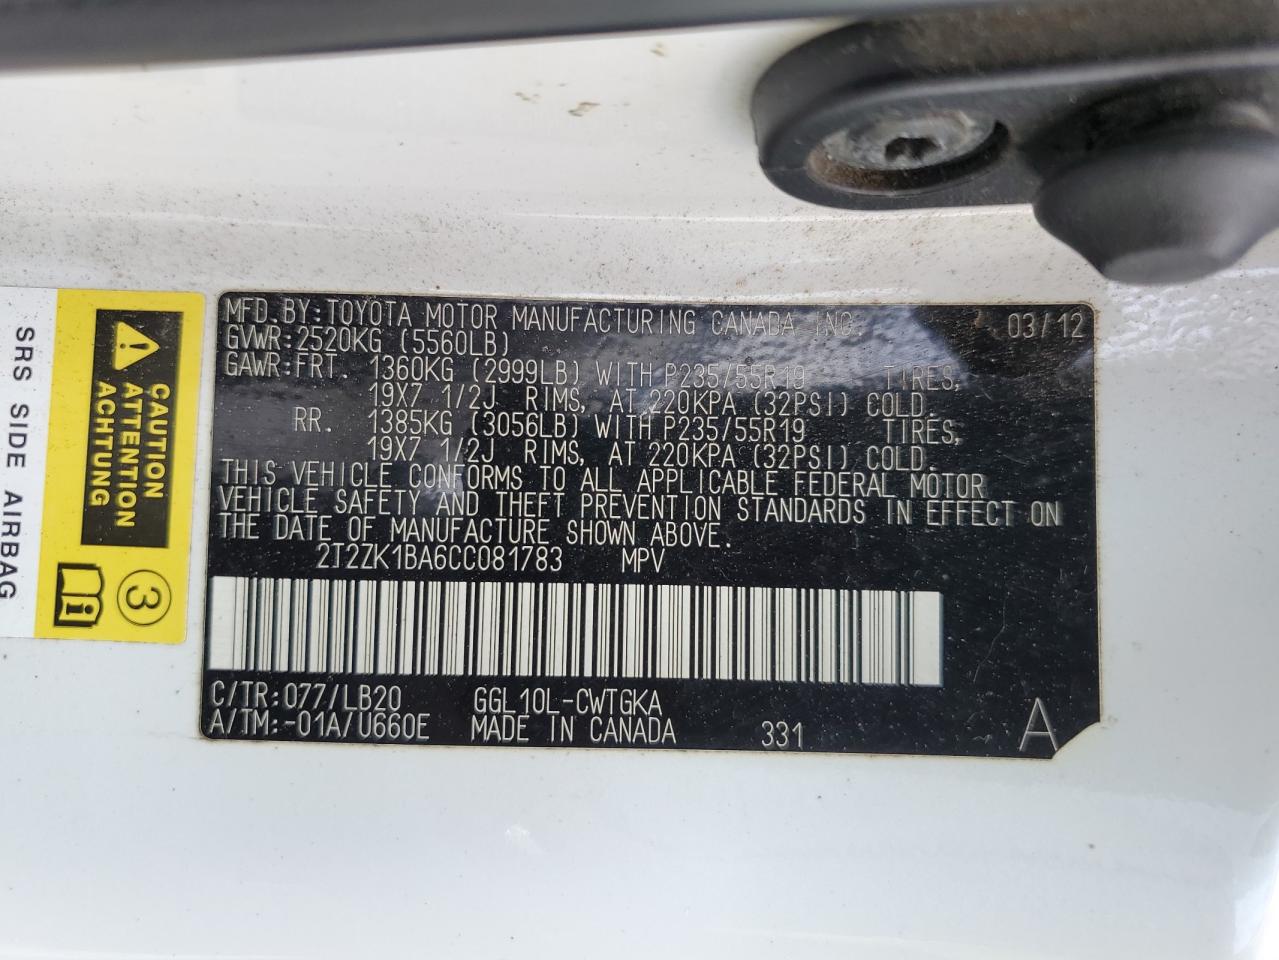 MFD.BY:TOYOTA MOTOR MANUFACTURING CANADA INC. 03/12
GVWR:2520KG (5560LB)
GAWR:FRT. 1360KG (2999LB) WITH P235/55R19 TIRES,
19X7 1/2J RIMS, AT 220KPA (32PSI) COLD.
RR. 1385KG (3056LB) WITH P235/55R19 TIRES,
19X7 1/2J RIMS, AT 220KPA (32PSI) COLD.
THIS VEHICLE CONFORMS TO ALL APPLICABLE FEDERAL MOTOR
VEHICLE SAFETY AND THEFT PREVENTION STANDARDS IN EFFECT ON
THE DATE OF MANUFACTURE SHOWN ABOVE.
2T2ZK1BA6CC081783 MPV
C/TR:077/LB20 GGL10L-CWTGKA
A/TM:-01A/U660E MADE IN CANADA 331 A
CAUTION
ATTENTION
ACHTUNG
3
SRS SIDE AIRBAG